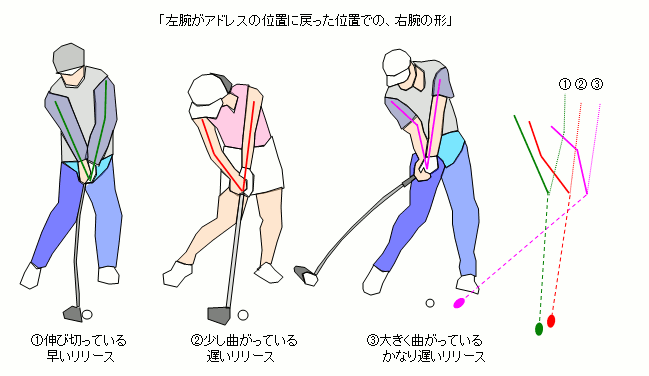 「左腕がアドレスの位置に戻った位置での、右腕の形」
① ② ③
①伸び切っている
早いリリース
②少し曲がっている
遅いリリース
③大きく曲がっている
かなり遅いリリース